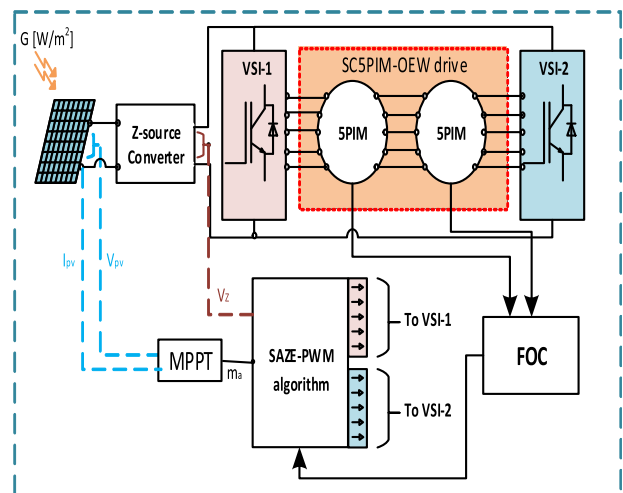 G [W/m²]
VSI-1
SC5PIM-OEW drive
VSI-2
Z-source
Converter
5PIM
5PIM
Ipv
Vpv
VZ
MPPT
ma
SAZE-PWM
algorithm
To VSI-1
To VSI-2
FOC